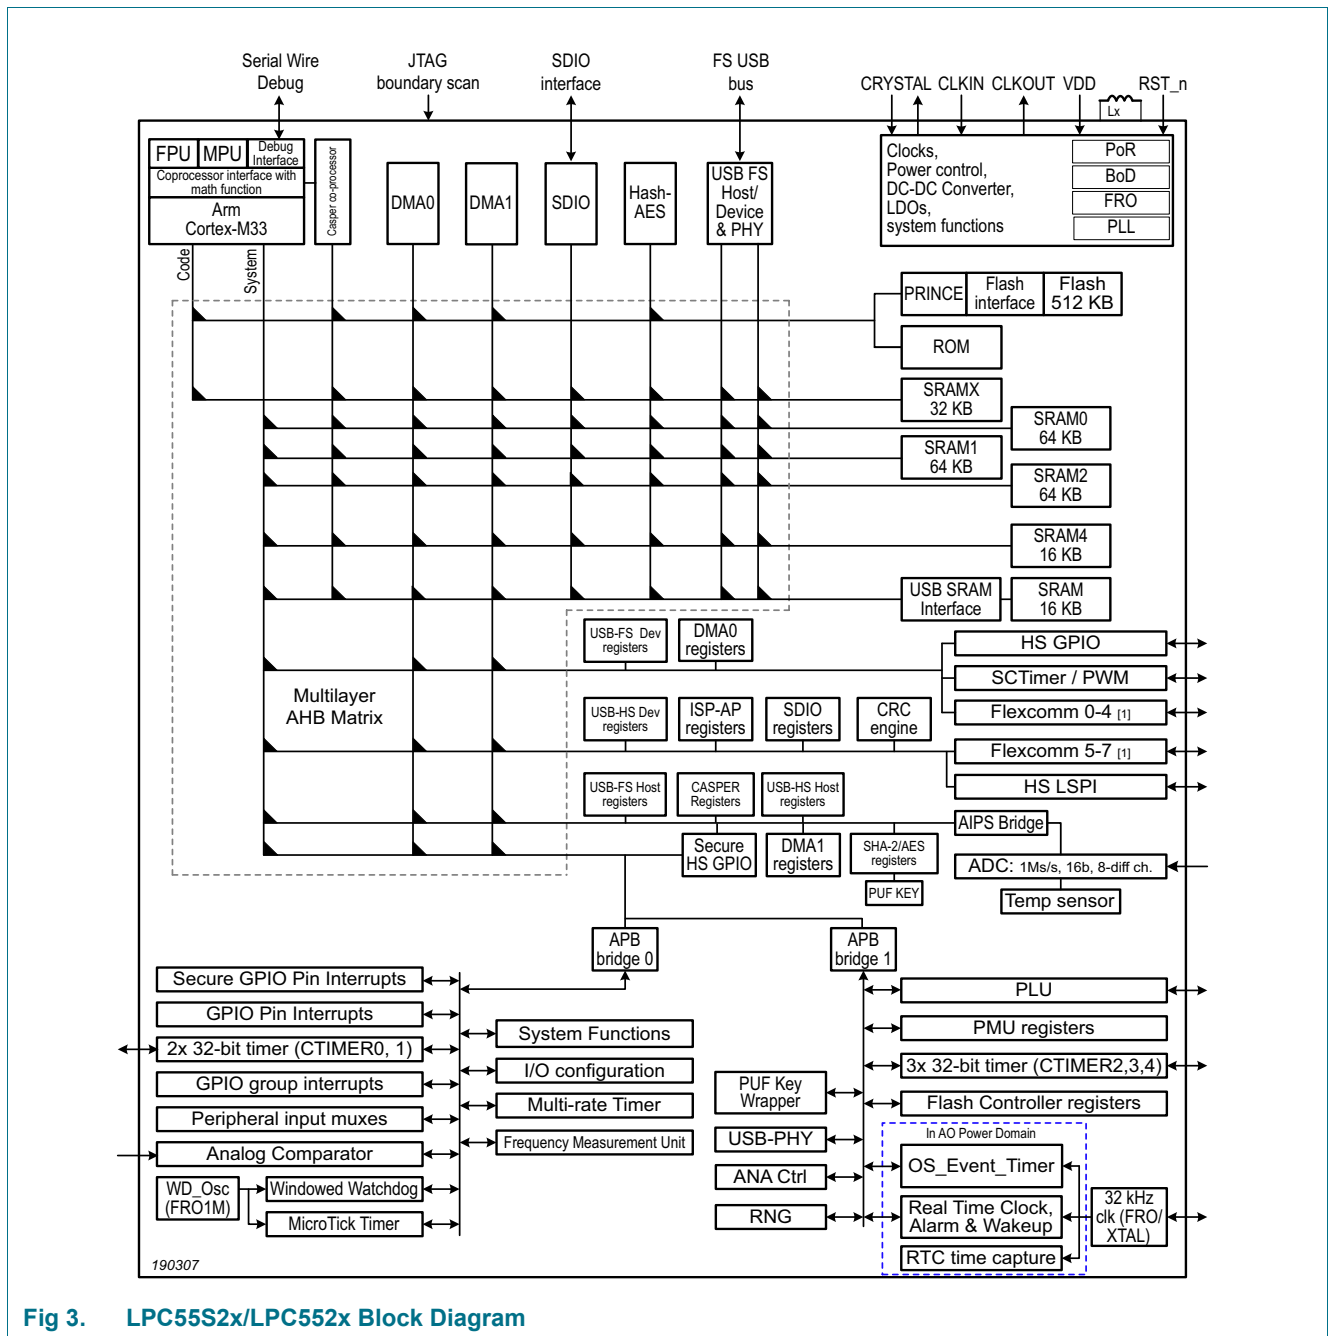 Serial Wire
Debug
JTAG
boundary scan
SDIO
interface
FS USB
bus
CRYSTAL
CLKIN
CLKOUT
VDD
Lx
RST_n
FPU
MPU
Debug
Interface
Coprocessor interface with
math function
Arm
Cortex-M33
Casper co-processor
DMA0
DMA1
SDIO
Hash-
AES
USB FS
Host/
Device
& PHY
Clocks,
Power control,
DC-DC Converter,
LDOs,
system functions
PoR
BoD
FRO
PLL
Code
System
PRINCE
Flash
interface
Flash
512 KB
ROM
SRAMX
32 KB
SRAM0
64 KB
SRAM1
64 KB
SRAM2
64 KB
SRAM4
16 KB
USB SRAM
Interface
SRAM
16 KB
USB-FS Dev
registers
DMA0
registers
HS GPIO
SCTimer / PWM
Flexcomm 0-4 [1]
Multilayer
AHB Matrix
USB-HS Dev
registers
ISP-AP
registers
SDIO
registers
CRC
engine
Flexcomm 5-7 [1]
HS LSPI
USB-FS Host
registers
CASPER
Registers
USB-HS Host
registers
AIPS Bridge
Secure
HS GPIO
DMA1
registers
SHA-2/AES
registers
PUF KEY
ADC: 1Ms/s, 16b, 8-diff ch.
Temp sensor
APB
bridge 0
APB
bridge 1
Secure GPIO Pin Interrupts
GPIO Pin Interrupts
2x 32-bit timer (CTIMER0, 1)
GPIO group interrupts
Peripheral input muxes
Analog Comparator
WD_Osc
(FRO1M)
Windowed Watchdog
MicroTick Timer
System Functions
I/O configuration
Multi-rate Timer
Frequency Measurement Unit
PUF Key
Wrapper
USB-PHY
ANA Ctrl
RNG
PLU
PMU registers
3x 32-bit timer (CTIMER2,3,4)
Flash Controller registers
In AO Power Domain
OS_Event_Timer
Real Time Clock,
Alarm & Wakeup
RTC time capture
32 kHz
clk (FRO/
XTAL)
190307
Fig 3. LPC55S2x/LPC552x Block Diagram